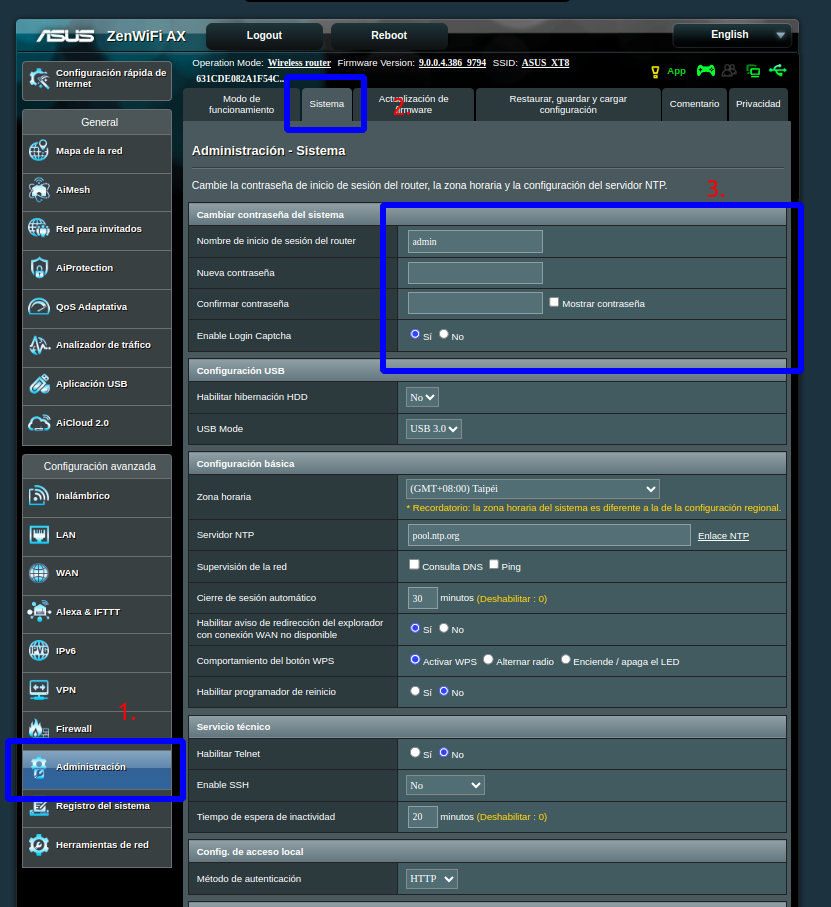 ASUS ZenWiFi AX Logout Reboot English
Operation Mode: Wireless router Firmware Version: 9.0.0.4.386_9794 SSID: ASUS_XT8
631CDE082A1F54C...
App
Configuración rápida de
Internet
General
Mapa de la red
AiMesh
Red para invitados
AiProtection
QoS Adaptativa
Analizador de tráfico
Aplicación USB
AiCloud 2.0
Configuración avanzada
Inalámbrico
LAN
WAN
Alexa & IFTTT
IPv6
VPN
1.
Firewall
Administración
Registro del sistema
Herramientas de red
Modo de
funcionamiento
Sistema
2.
Actualización de
firmware
Restaurar, guardar y cargar
configuración
Comentario
Privacidad
Administración - Sistema
Cambie la contraseña de inicio de sesión del router, la zona horaria y la configuración del servidor NTP.
3.
Cambiar contraseña del sistema
Nombre de inicio de sesión del router admin
Nueva contraseña
Confirmar contraseña Mostrar contraseña
Enable Login Captcha Sí No
Configuración USB
Habilitar hibernación HDD No
USB Mode USB 3.0
Configuración básica
Zona horaria (GMT+08:00) Taipéi
* Recordatorio: la zona horaria del sistema es diferente a la de configuración regional.
Servidor NTP pool.ntp.org Enlace NTP
Supervisión de la red Consulta DNS Ping
Cierre de sesión automático 30 minutos (Deshabilitar : 0)
Habilitar aviso de redirección del explorador
con conexión WAN no disponible Sí No
Comportamiento del botón WPS Activar WPS Alternar radio Enciende / apaga el LED
Habilitar programador de reinicio Sí No
Servicio técnico
Habilitar Telnet Sí No
Enable SSH No
Tiempo de espera de inactividad 20 minutos (Deshabilitar : 0)
Config. de acceso local
Método de autenticación HTTP